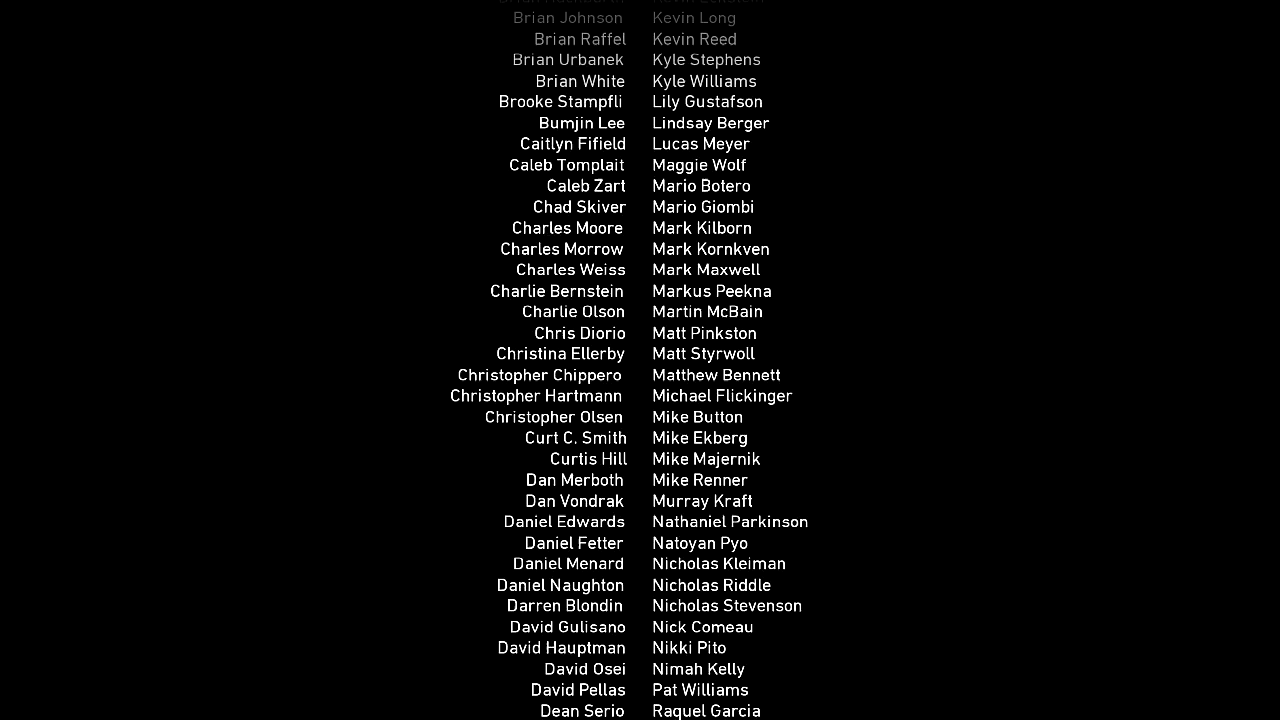 Brian Johnson Kevin Long
Brian Raffel Kevin Reed
Brian Urbanek Kyle Stephens
Brian White Kyle Williams
Brooke Stampfli Lily Gustafson
Bumjin Lee Lindsay Berger
Caitlyn Fifield Lucas Meyer
Caleb Tomplait Maggie Wolf
Caleb Zart Mario Botero
Chad Skiver Mario Giombi
Charles Moore Mark Kilborn
Charles Morrow Mark Kornkven
Charles Weiss Mark Maxwell
Charlie Bernstein Markus Peekna
Charlie Olson Martin McBain
Chris Diorio Matt Pinkston
Christina Ellerby Matt Styrwoll
Christopher Chippero Matthew Bennett
Christopher Hartmann Michael Flickinger
Christopher Olsen Mike Button
Curt C. Smith Mike Ekberg
Curtis Hill Mike Majernik
Dan Merboth Mike Renner
Dan Vondrak Murray Kraft
Daniel Edwards Nathaniel Parkinson
Daniel Fetter Natoyan Pyo
Daniel Menard Nicholas Kleiman
Daniel Naughton Nicholas Riddle
Darren Blondin Nicholas Stevenson
David Gulisano Nick Comeau
David Hauptman Nikki Pito
David Osei Nimah Kelly
David Pellas Pat Williams
Dean Serio Raquel Garcia